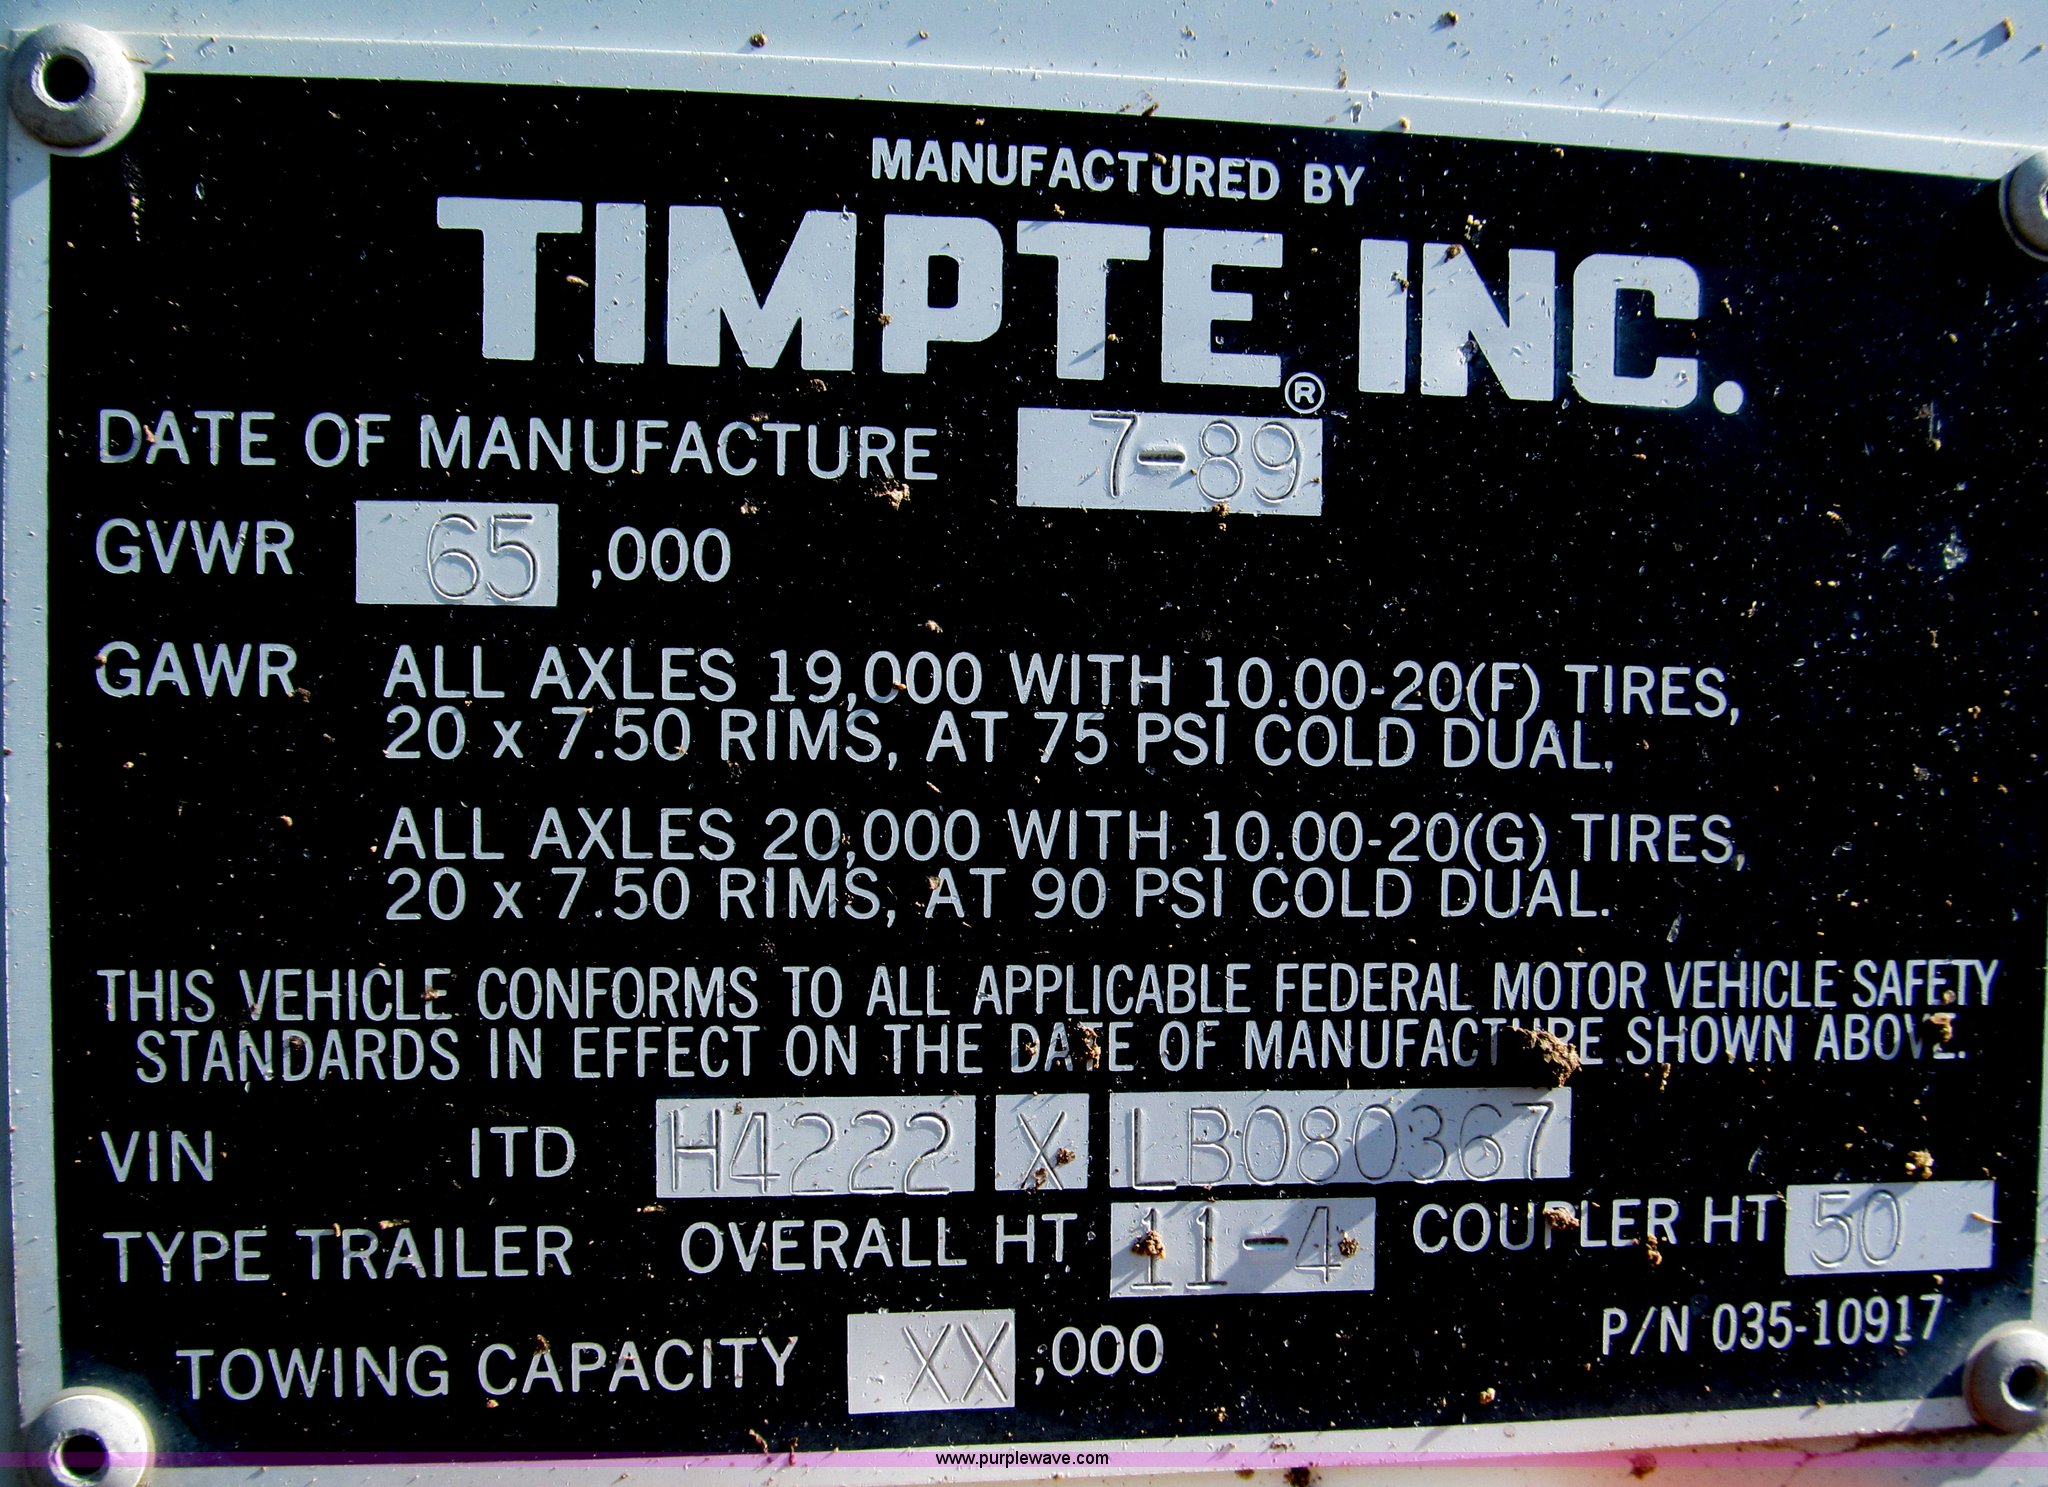 MANUFACTURED BY
TIMPTE® INC.
DATE OF MANUFACTURE 7-89
GVWR 65 ,000
GAWR ALL AXLES 19,000 WITH 10.00-20(F) TIRES,
20 x 7.50 RIMS, AT 75 PSI COLD DUAL.
ALL AXLES 20,000 WITH 10.00-20(G) TIRES,
20 x 7.50 RIMS, AT 90 PSI COLD DUAL.
THIS VEHICLE CONFORMS TO ALL APPLICABLE FEDERAL MOTOR VEHICLE SAFETY
STANDARDS IN EFFECT ON THE DATE OF MANUFACTURE SHOWN ABOVE.
VIN ITD H4222 X LB080367
TYPE TRAILER OVERALL HT 11-4 COUPLER HT 50
TOWING CAPACITY XX ,000
P/N 035-10917
www.purplewave.com